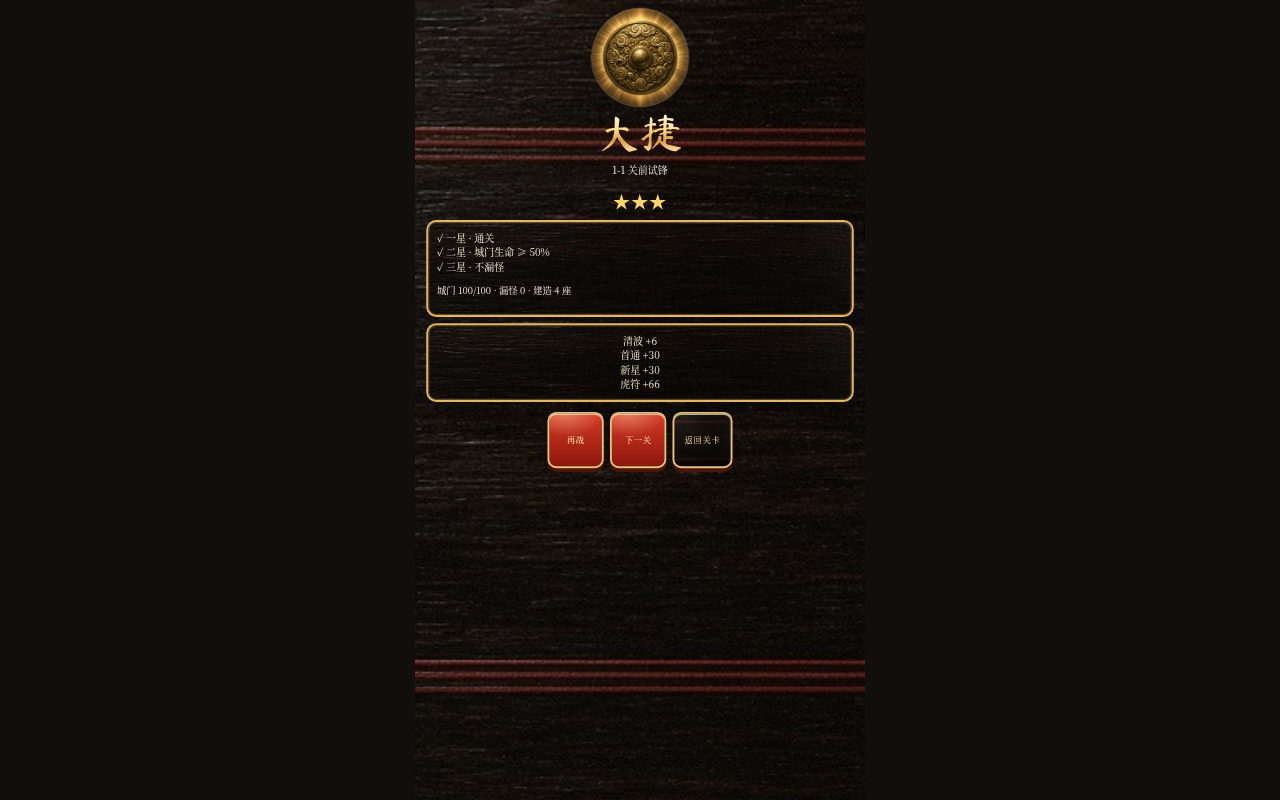 大捷
1-1 关前试锋
★★★
✓ 一星 · 通关
✓ 二星 · 城门生命 ≥ 50%
✓ 三星 · 不漏怪
城门 100/100 · 漏怪 0 · 建造 4 座
清波 +6
首通 +30
新星 +30
虎符 +66
再战
下一关
返回关卡